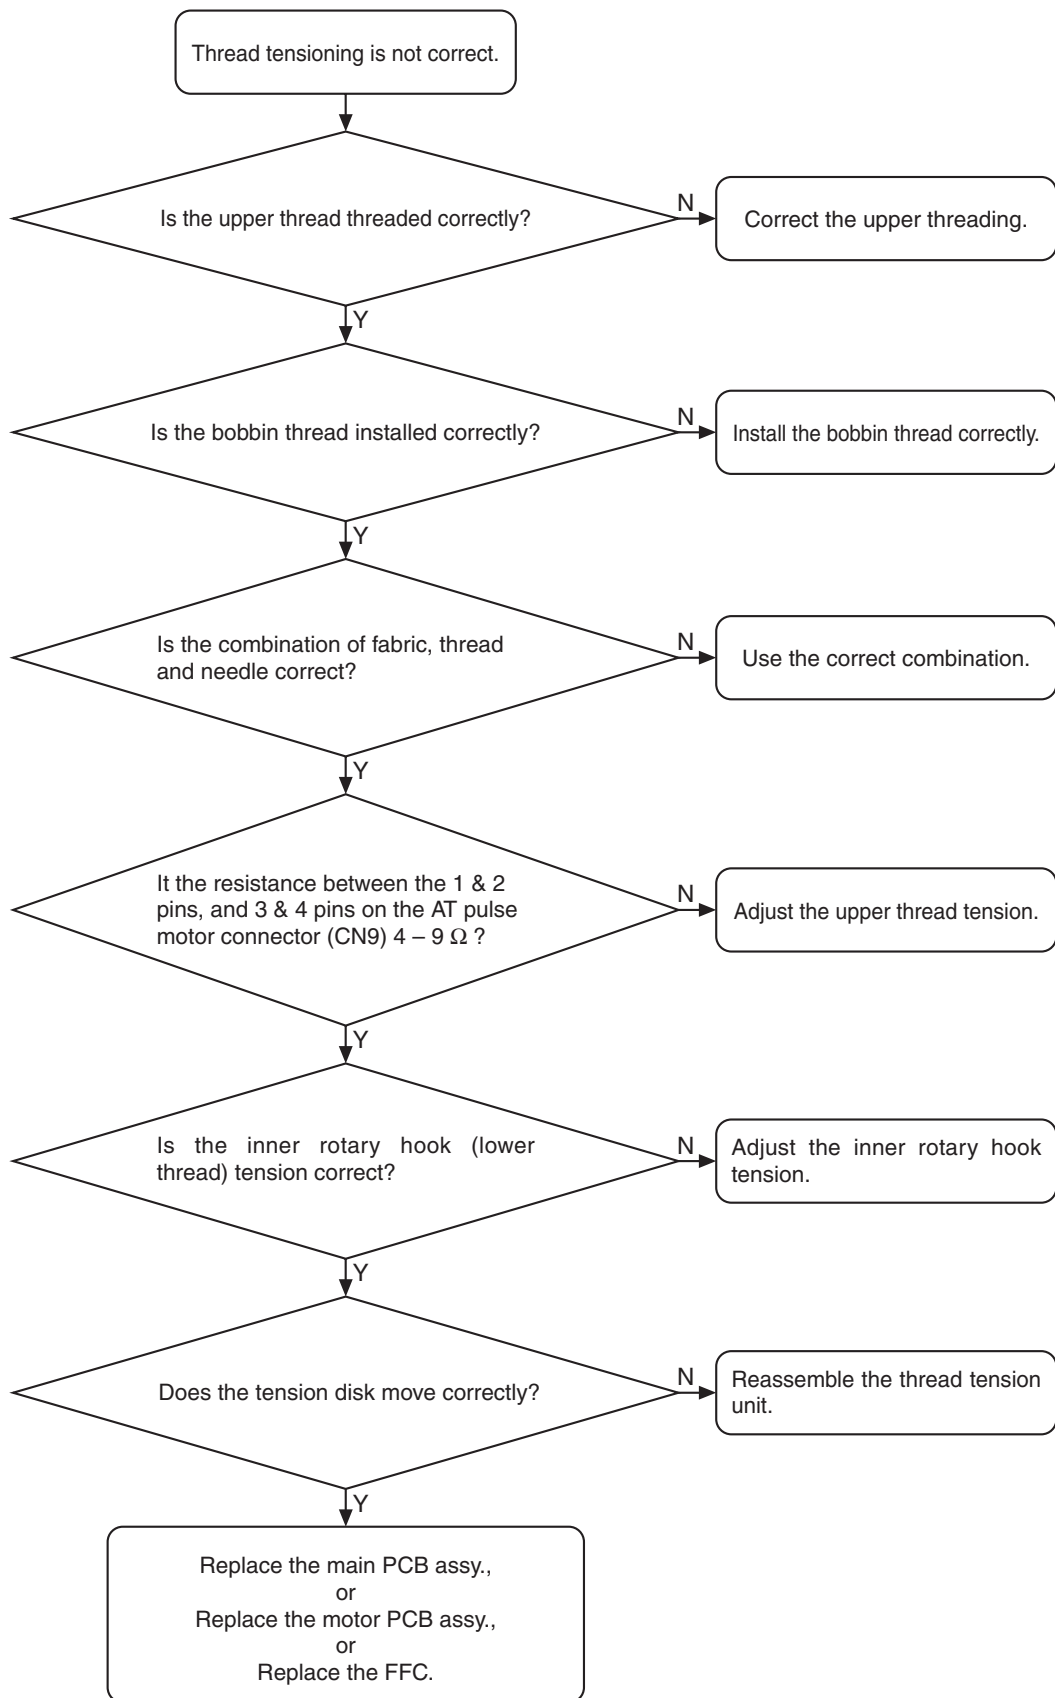 Thread tensioning is not correct.
Is the upper thread threaded correctly?
N
Correct the upper threading.
Y
Is the bobbin thread installed correctly?
N
Install the bobbin thread correctly.
Y
Is the combination of fabric, thread
and needle correct?
N
Use the correct combination.
Y
It the resistance between the 1 & 2
pins, and 3 & 4 pins on the AT pulse
motor connector (CN9) 4 – 9 Ω ?
N
Adjust the upper thread tension.
Y
Is the inner rotary hook (lower
thread) tension correct?
N
Adjust the inner rotary hook
tension.
Y
Does the tension disk move correctly?
N
Reassemble the thread tension
unit.
Y
Replace the main PCB assy.,
or
Replace the motor PCB assy.,
or
Replace the FFC.